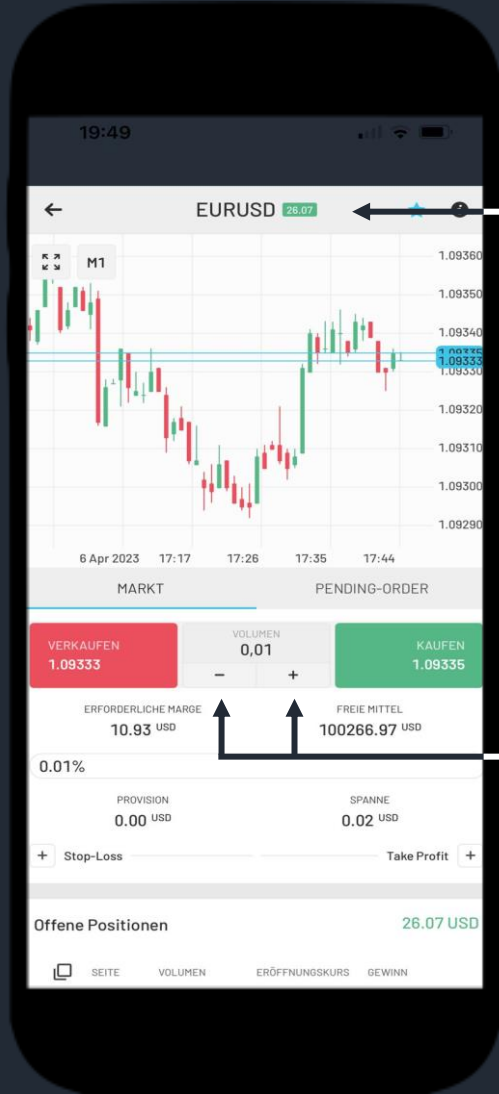 19:49
EURUSD 26.07
M1
1.09360
1.09350
1.09340
1.09335
1.09333
1.09330
1.09320
1.09310
1.09300
1.09290
6 Apr 2023 17:17 17:26 17:35 17:44
MARKT PENDING-ORDER
VERKAUFEN
1.09333
VOLUMEN
0,01
− +
KAUFEN
1.09335
ERFORDERLICHE MARGE FREIE MITTEL
10.93 USD 100266.97 USD
0.01%
PROVISION SPANNE
0.00 USD 0.02 USD
+ Stop-Loss Take Profit +
Offene Positionen 26.07 USD
SEITE VOLUMEN ERÖFFNUNGSKURS GEWINN